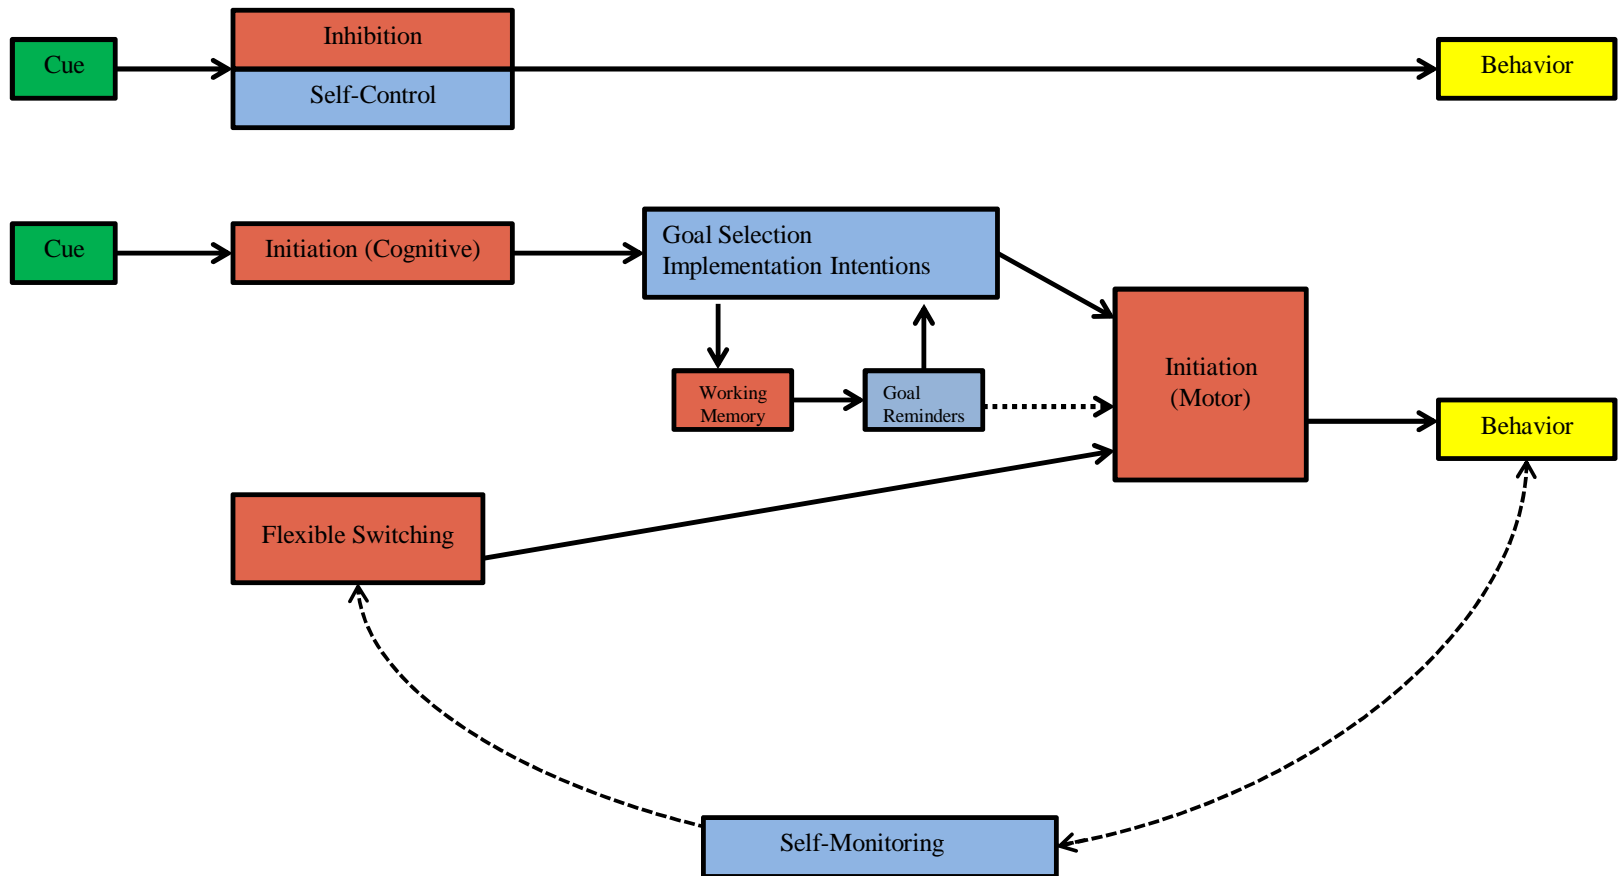 Cue
Inhibition
Self-Control
Behavior
Cue
Initiation (Cognitive)
Goal Selection
Implementation Intentions
Working
Memory
Goal
Reminders
Initiation
(Motor)
Behavior
Flexible Switching
Self-Monitoring